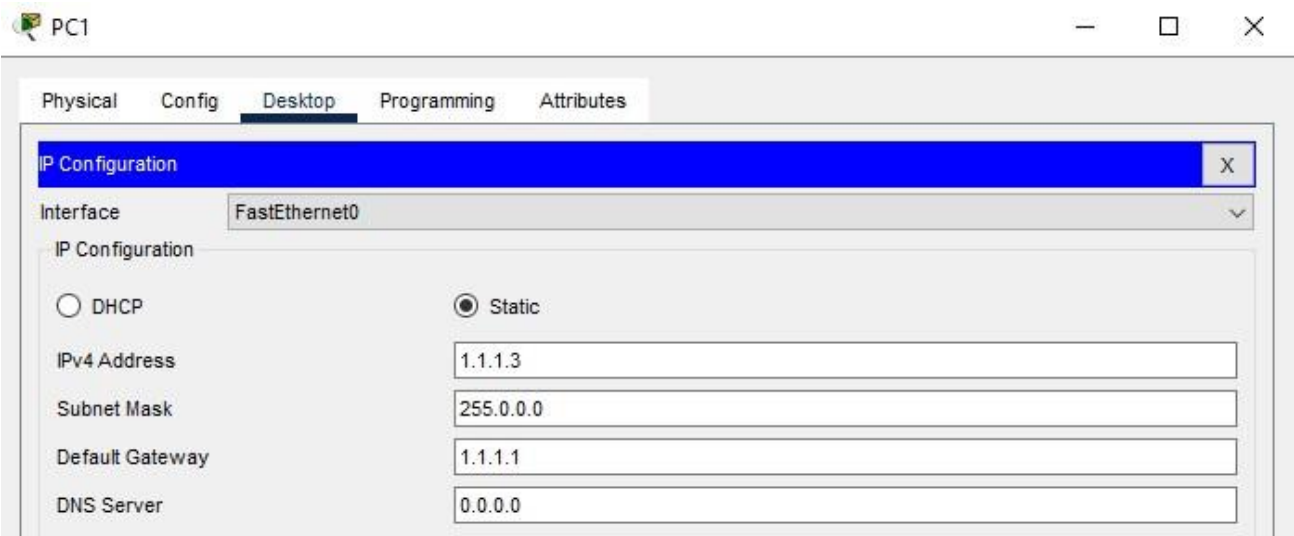 PC1
Physical Config Desktop Programming Attributes
IP Configuration X
Interface FastEthernet0
IP Configuration
DHCP Static
IPv4 Address 1.1.1.3
Subnet Mask 255.0.0.0
Default Gateway 1.1.1.1
DNS Server 0.0.0.0